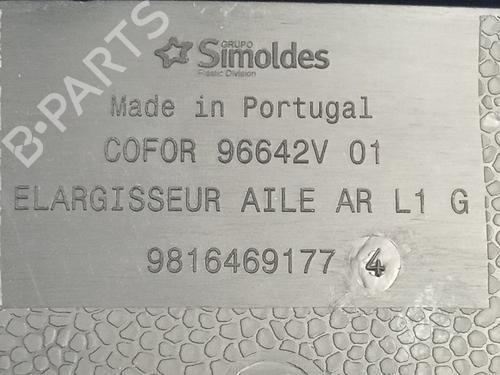 GRUPO
Simoldes
Plastic Division
Made in Portugal
COFOR 96642V 01
ELARGISSEUR AILE AR L1 G
9816469177 4
B-PARTS